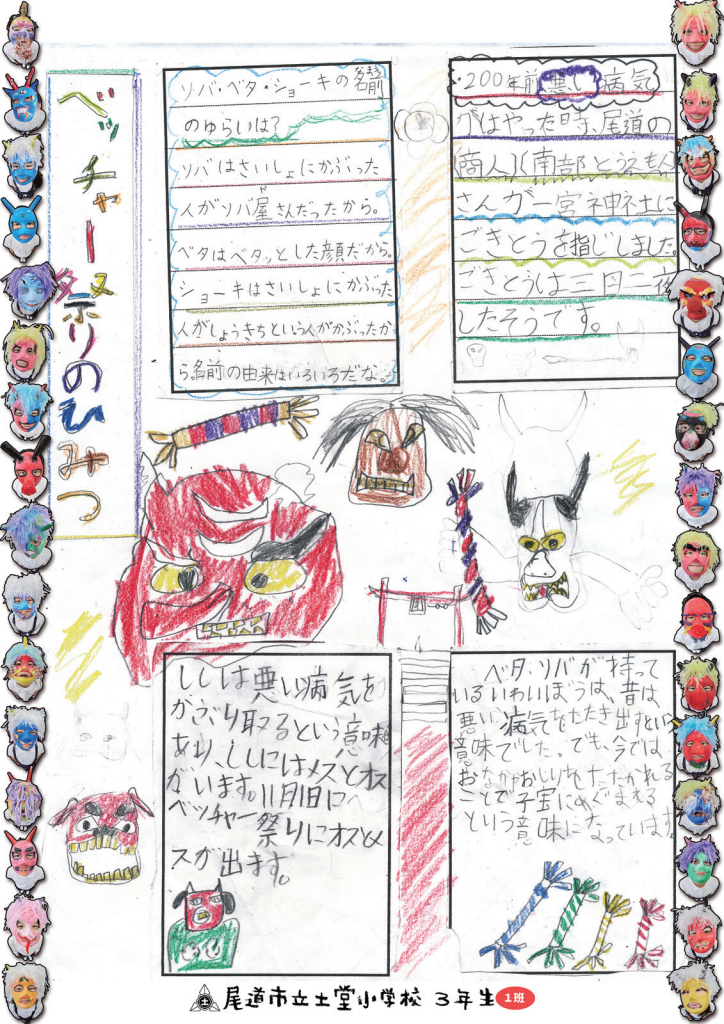 ベッチャー祭りのひみつ
・200年前悪い病気
がはやった時、尾道の
商人川南部とうえもん
さんが一宮神社に
ごきとうを指じしました。
ごきとうは三日三夜
したそうです。
ソバ・ベタ・ショーキの名前
のゆらいは?
ソバはさいしょにかぶった
人がソバ屋さんだったから。
ベタはベタッとした顔だから。
ショーキはさいしょにかぶった
人がしょうきちという人がかぶったか
ら。名前の由来はいろいろだな。
ししは悪い病気を
かざり取るという意味
あり、ししにはメスとオス
がいます。11月1日に
ベッチャー祭りにオスとメ
スが出ます。
ベタ、ソバが持って
いるいわいぼうは、昔は
悪い病気をたたき出すとい
意味でした。でも、今では、
おなかやおしりをたたかれる
ことで子宝にめぐまれる
という意味になっています。
尾道市立土堂小学校 3年生 1班